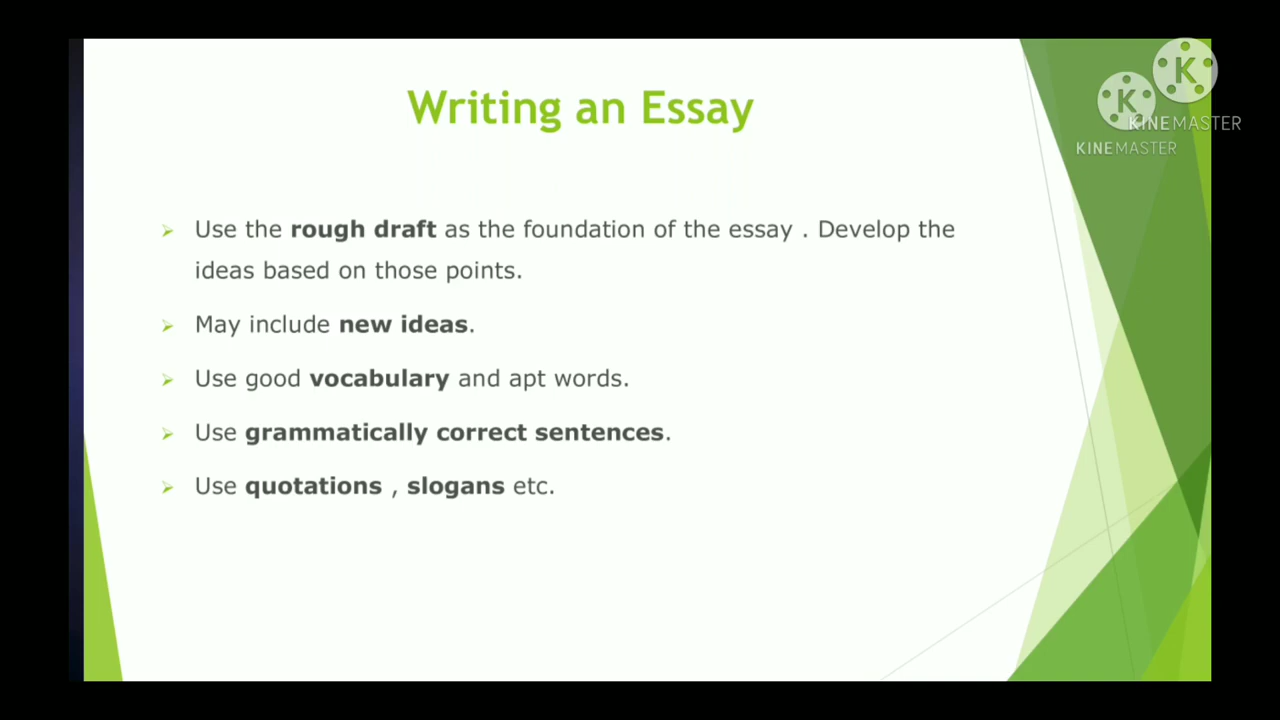 Writing an Essay
KINEMASTER
KINEMASTER
Use the rough draft as the foundation of the essay . Develop the
ideas based on those points.
May include new ideas.
Use good vocabulary and apt words.
Use grammatically correct sentences.
Use quotations , slogans etc.